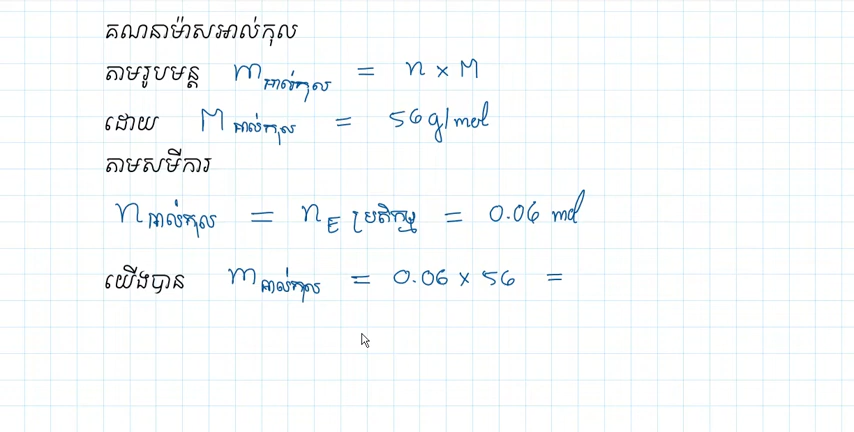 គណនាម៉ាសអាល់កុល
តាមរូបមន្ត m អាល់កុល = n × M
ដោយ M អាល់កុល = 56 g/mol
តាមសមីការ
n អាល់កុល = n E ប្រតិកម្ម = 0.06 mol
យើងបាន m អាល់កុល = 0.06 × 56 =